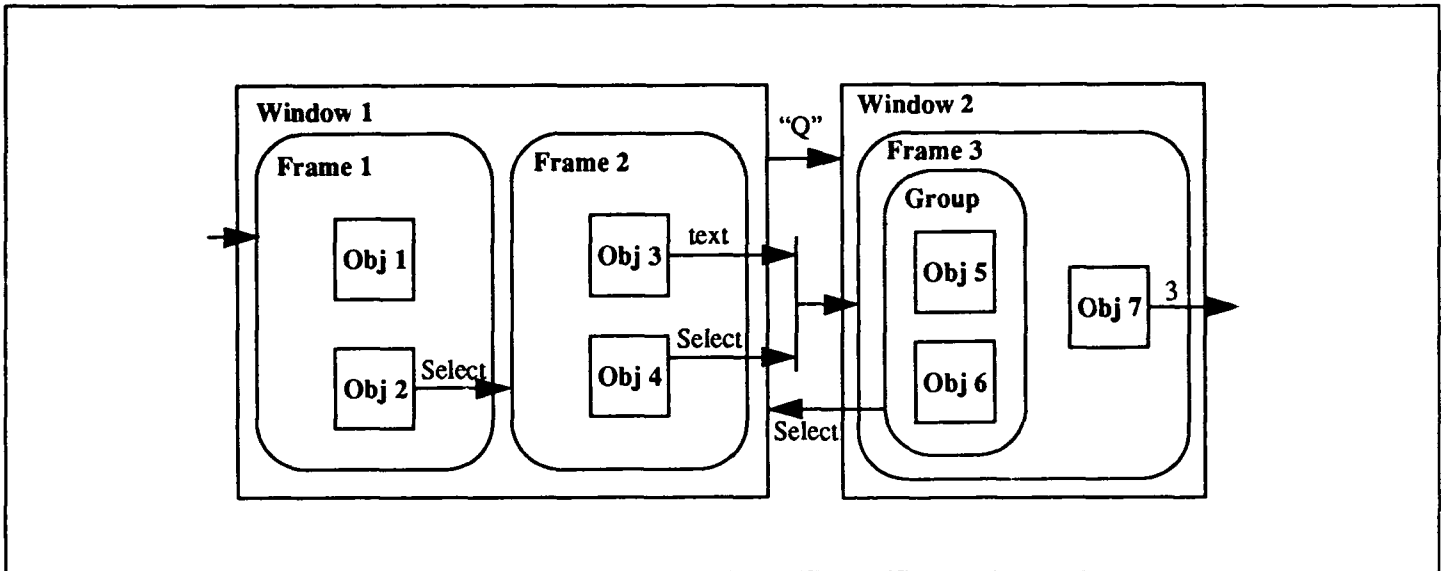 Window 1
Frame 1
Obj 1
Obj 2
Select
Frame 2
Obj 3
text
Obj 4
Select
“Q”
Select
Window 2
Frame 3
Group
Obj 5
Obj 6
Obj 7
3